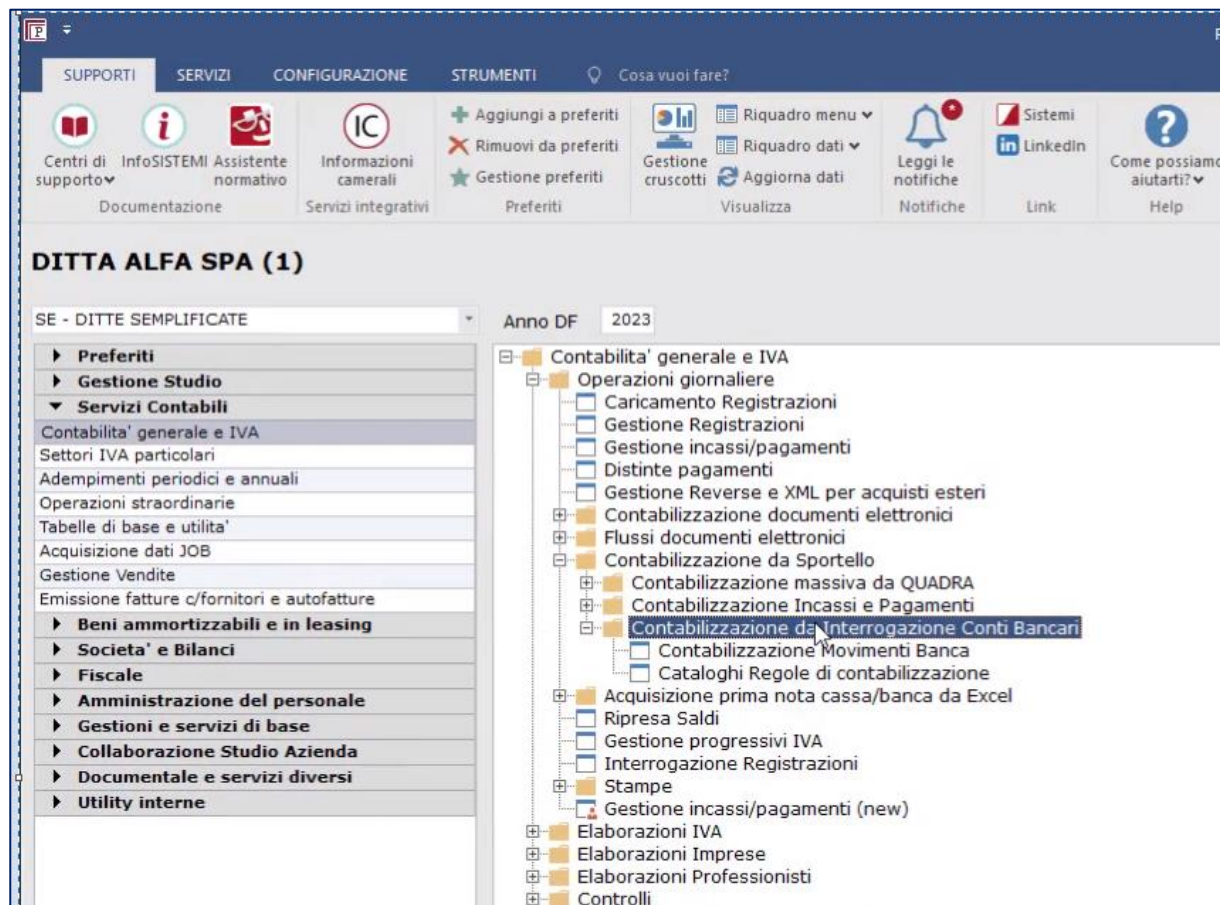 SUPPORTI SERVIZI CONFIGURAZIONE STRUMENTI Cosa vuoi fare?
Centri di supporto
InfoSISTEMI
Assistente normativo
Documentazione
IC
Informazioni camerali
Servizi integrativi
Aggiungi a preferiti
Rimuovi da preferiti
Gestione preferiti
Preferiti
Gestione cruscotti
Riquadro menu
Riquadro dati
Aggiorna dati
Visualizza
Leggi le notifiche
Notifiche
Sistemi
in LinkedIn
Link
Come possiamo aiutarti?
Help
DITTA ALFA SPA (1)
SE - DITTE SEMPLIFICATE
Preferiti
Gestione Studio
Servizi Contabili
Contabilita' generale e IVA
Settori IVA particolari
Adempimenti periodici e annuali
Operazioni straordinarie
Tabelle di base e utilita'
Acquisizione dati JOB
Gestione Vendite
Emissione fatture c/fornitori e autofatture
Beni ammortizzabili e in leasing
Societa' e Bilanci
Fiscale
Amministrazione del personale
Gestioni e servizi di base
Collaborazione Studio Azienda
Documentale e servizi diversi
Utility interne
Anno DF 2023
Contabilita' generale e IVA
Operazioni giornaliere
Caricamento Registrazioni
Gestione Registrazioni
Gestione incassi/pagamenti
Distinte pagamenti
Gestione Reverse e XML per acquisti esteri
Contabilizzazione documenti elettronici
Flussi documenti elettronici
Contabilizzazione da Sportello
Contabilizzazione massiva da QUADRA
Contabilizzazione Incassi e Pagamenti
Contabilizzazione da Interrogazione Conti Bancari
Contabilizzazione Movimenti Banca
Cataloghi Regole di contabilizzazione
Acquisizione prima nota cassa/banca da Excel
Ripresa Saldi
Gestione progressivi IVA
Interrogazione Registrazioni
Stampe
Gestione incassi/pagamenti (new)
Elaborazioni IVA
Elaborazioni Imprese
Elaborazioni Professionisti
Controlli